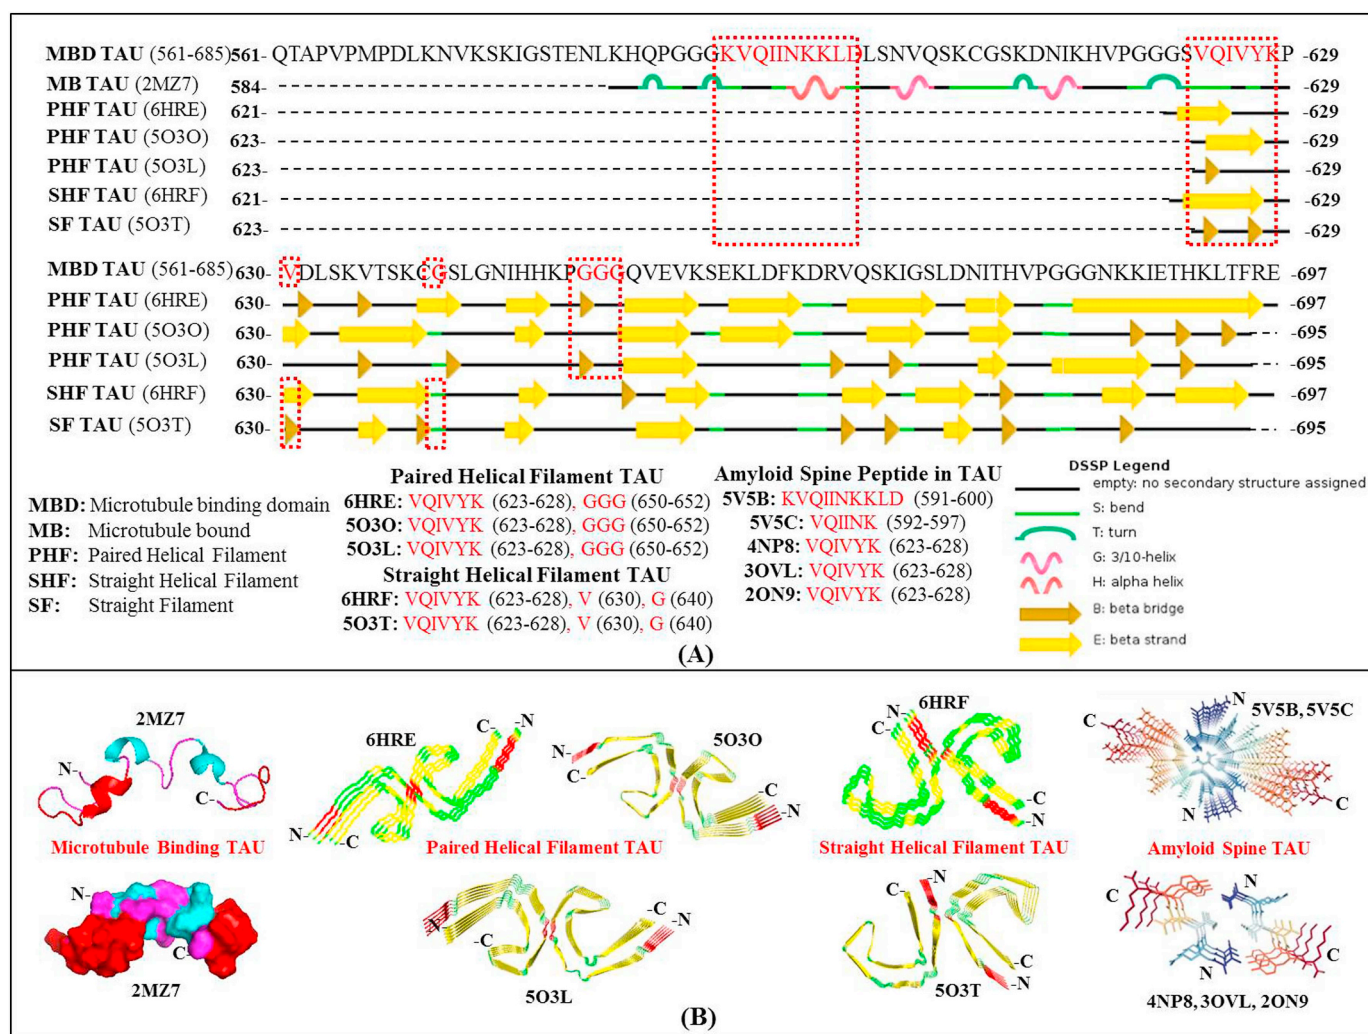 MBD TAU (561-685) 561- QTAPVPMPDLKNVKSKIGSTENLKHQPGGGKVQIINKKLDLSNVQSKCGSKDNIKHVPGGGSVQIVYKP -629
MB TAU (2MZ7) 584- -629
PHF TAU (6HRE) 621- -629
PHF TAU (5O3O) 623- -629
PHF TAU (5O3L) 623- -629
SHF TAU (6HRF) 621- -629
SF TAU (5O3T) 623- -629
MBD TAU (561-685) 630- VDLSKVTSKCGSLGNIHHKPGGGQVEVKSEKLDFKDRVQSKIGSLDNITHVPGGGNKKIETHKLTFRE -697
PHF TAU (6HRE) 630- -697
PHF TAU (5O3O) 630- -695
PHF TAU (5O3L) 630- -695
SHF TAU (6HRF) 630- -697
SF TAU (5O3T) 630- -695
MBD: Microtubule binding domain
MB: Microtubule bound
PHF: Paired Helical Filament
SHF: Straight Helical Filament
SF: Straight Filament
Paired Helical Filament TAU
6HRE: VQIVYK (623-628), GGG (650-652)
5O3O: VQIVYK (623-628), GGG (650-652)
5O3L: VQIVYK (623-628), GGG (650-652)
Straight Helical Filament TAU
6HRF: VQIVYK (623-628), V (630), G (640)
5O3T: VQIVYK (623-628), V (630), G (640)
Amyloid Spine Peptide in TAU
5V5B: KVQIINKKLD (591-600)
5V5C: VQIINK (592-597)
4NP8: VQIVYK (623-628)
3OVL: VQIVYK (623-628)
2ON9: VQIVYK (623-628)
DSSP Legend
empty: no secondary structure assigned
S: bend
T: turn
G: 3/10-helix
H: alpha helix
B: beta bridge
E: beta strand
(A)
2MZ7
N-
C-
Microtubule Binding TAU
N-
C-
2MZ7
6HRE
C-
-N
N-
-C
5O3O
N-
C-
-C
-N
Paired Helical Filament TAU
N-
-C
-C
-N
5O3L
6HRF
N-
C-
-C
-N
Straight Helical Filament TAU
C-
-N
-C
-N
5O3T
N
5V5B, 5V5C
C
N
C
Amyloid Spine TAU
C
N
N
C
4NP8, 3OVL, 2ON9
(B)